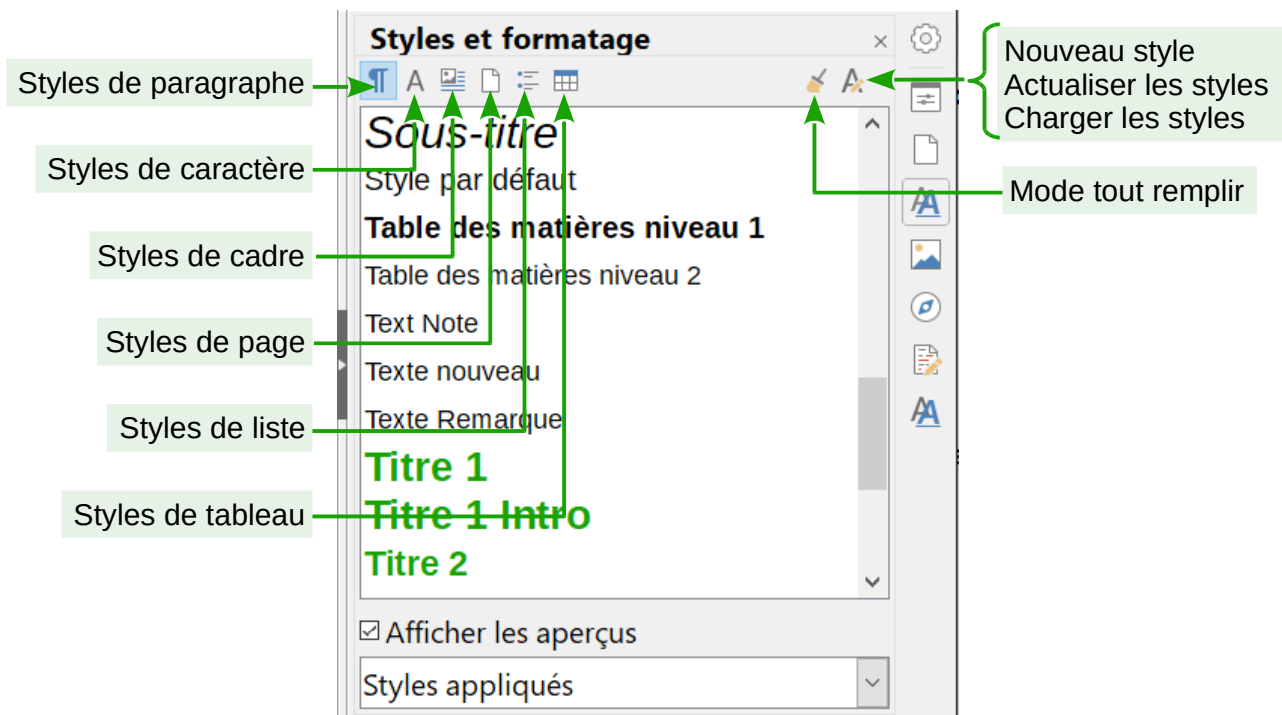 Styles et formatage
Styles de paragraphe
Styles de caractère
Styles de cadre
Styles de page
Styles de liste
Styles de tableau
Sous-titre
Style par défaut
Table des matières niveau 1
Table des matières niveau 2
Text Note
Texte nouveau
Texte Remarque
Titre 1
Titre 1 Intro
Titre 2
Afficher les aperçus
Styles appliqués
Nouveau style
Actualiser les styles
Charger les styles
Mode tout remplir